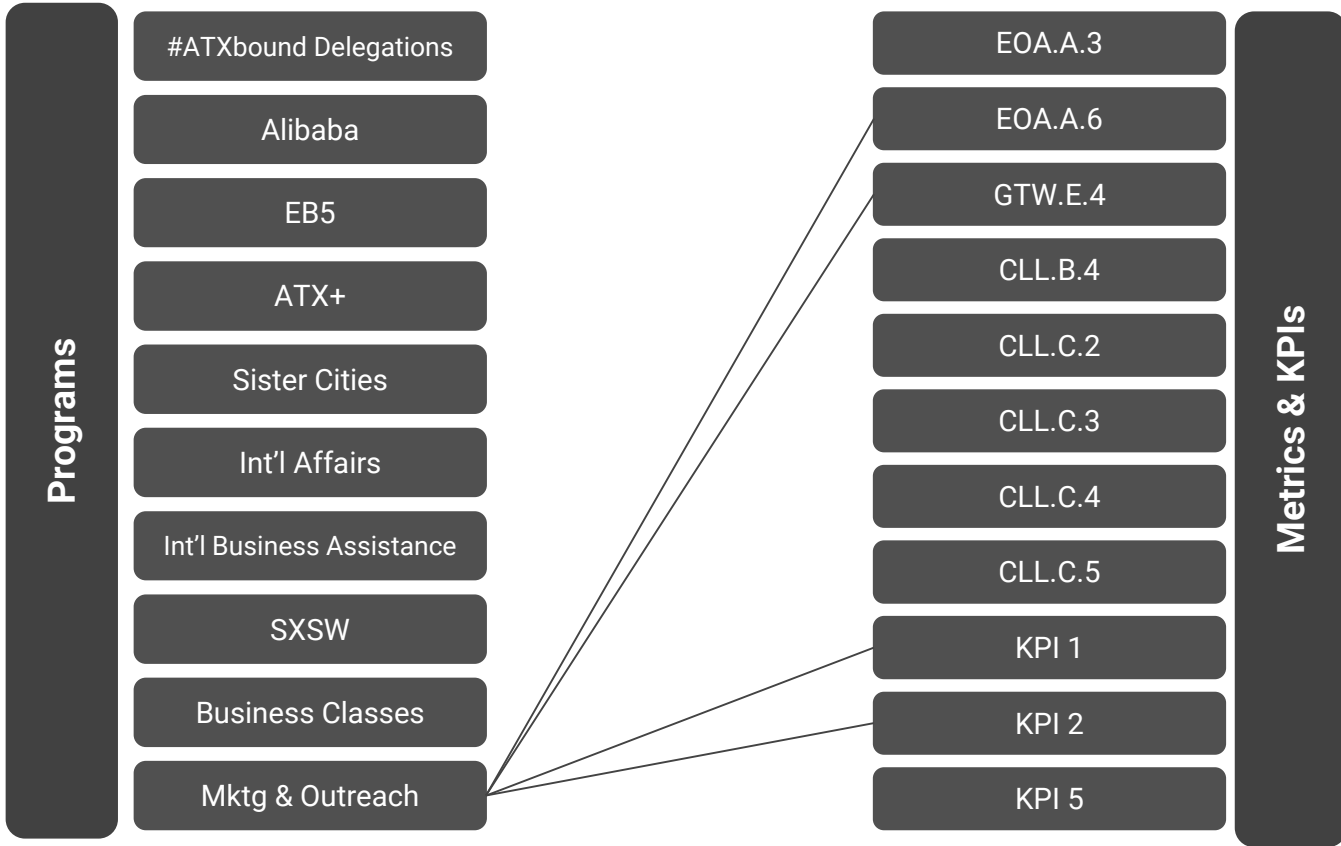 Programs
#ATXbound Delegations
Alibaba
EB5
ATX+
Sister Cities
Int’l Affairs
Int’l Business Assistance
SXSW
Business Classes
Mktg & Outreach
EOA.A.3
EOA.A.6
GTW.E.4
CLL.B.4
CLL.C.2
CLL.C.3
CLL.C.4
CLL.C.5
KPI 1
KPI 2
KPI 5
Metrics & KPIs